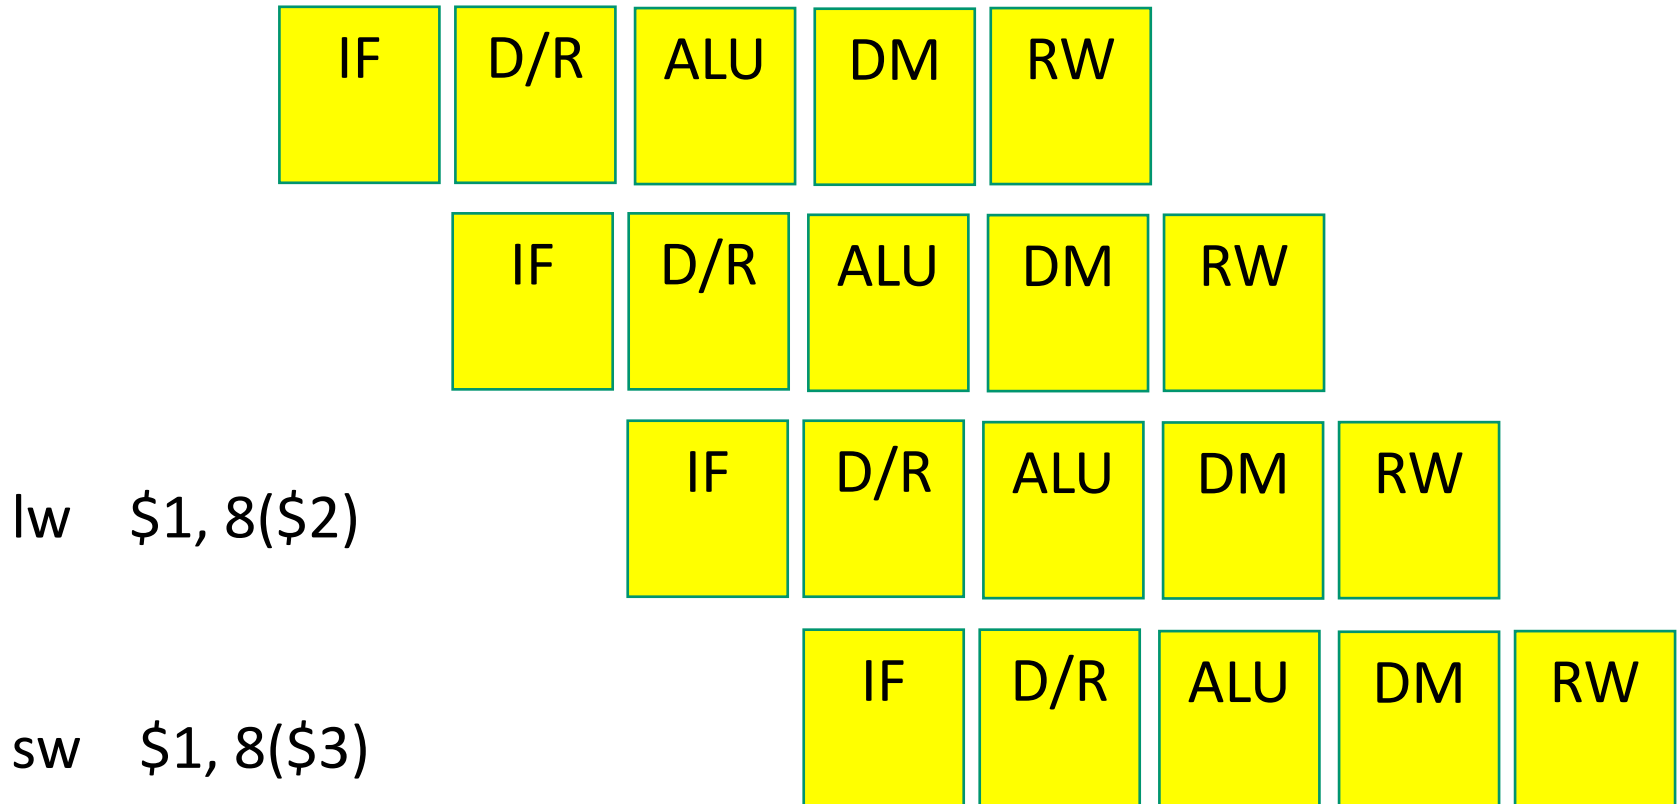 IF D/R ALU DM RW
IF D/R ALU DM RW
IF D/R ALU DM RW
lw $1, 8($2)
IF D/R ALU DM RW
sw $1, 8($3)